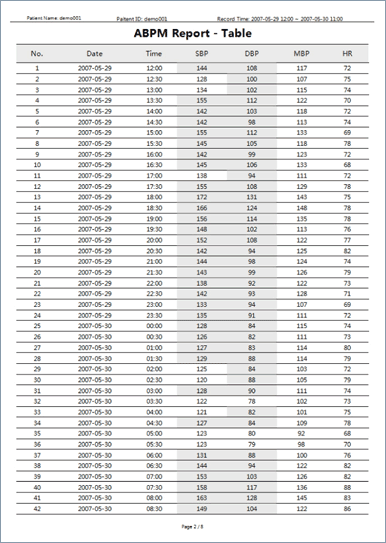 Patient Name: demo001 Paitent ID: demo001 Record Time: 2007-05-29 12:00 ~ 2007-05-30 11:00
ABPM Report - Table
No. Date Time SBP DBP MBP HR
1 2007-05-29 12:00 144 108 117 72
2 2007-05-29 12:30 128 100 107 75
3 2007-05-29 13:00 134 102 115 74
4 2007-05-29 13:30 155 112 122 70
5 2007-05-29 14:00 142 103 118 72
6 2007-05-29 14:30 142 98 113 74
7 2007-05-29 15:00 155 112 133 69
8 2007-05-29 15:30 145 105 118 78
9 2007-05-29 16:00 142 99 123 72
10 2007-05-29 16:30 145 106 133 68
11 2007-05-29 17:00 138 94 111 72
12 2007-05-29 17:30 155 108 129 78
13 2007-05-29 18:00 172 131 143 75
14 2007-05-29 18:30 166 124 148 78
15 2007-05-29 19:00 156 114 135 78
16 2007-05-29 19:30 148 102 113 76
17 2007-05-29 20:00 152 108 122 77
18 2007-05-29 20:30 142 94 125 82
19 2007-05-29 21:00 144 98 124 74
20 2007-05-29 21:30 143 99 126 79
21 2007-05-29 22:00 138 92 122 73
22 2007-05-29 22:30 142 93 128 71
23 2007-05-29 23:00 133 94 107 69
24 2007-05-29 23:30 135 91 111 72
25 2007-05-30 00:00 128 84 115 74
26 2007-05-30 00:30 126 82 111 73
27 2007-05-30 01:00 127 83 114 80
28 2007-05-30 01:30 129 88 114 79
29 2007-05-30 02:00 125 84 103 72
30 2007-05-30 02:30 120 88 105 79
31 2007-05-30 03:00 128 90 111 74
32 2007-05-30 03:30 122 78 102 73
33 2007-05-30 04:00 121 82 101 75
34 2007-05-30 04:30 127 84 109 78
35 2007-05-30 05:00 123 80 92 68
36 2007-05-30 05:30 123 79 98 70
37 2007-05-30 06:00 131 88 100 76
38 2007-05-30 06:30 144 94 122 82
39 2007-05-30 07:00 153 103 126 82
40 2007-05-30 07:30 158 117 136 88
41 2007-05-30 08:00 163 128 145 83
42 2007-05-30 08:30 149 104 122 86
Page 2 / 8